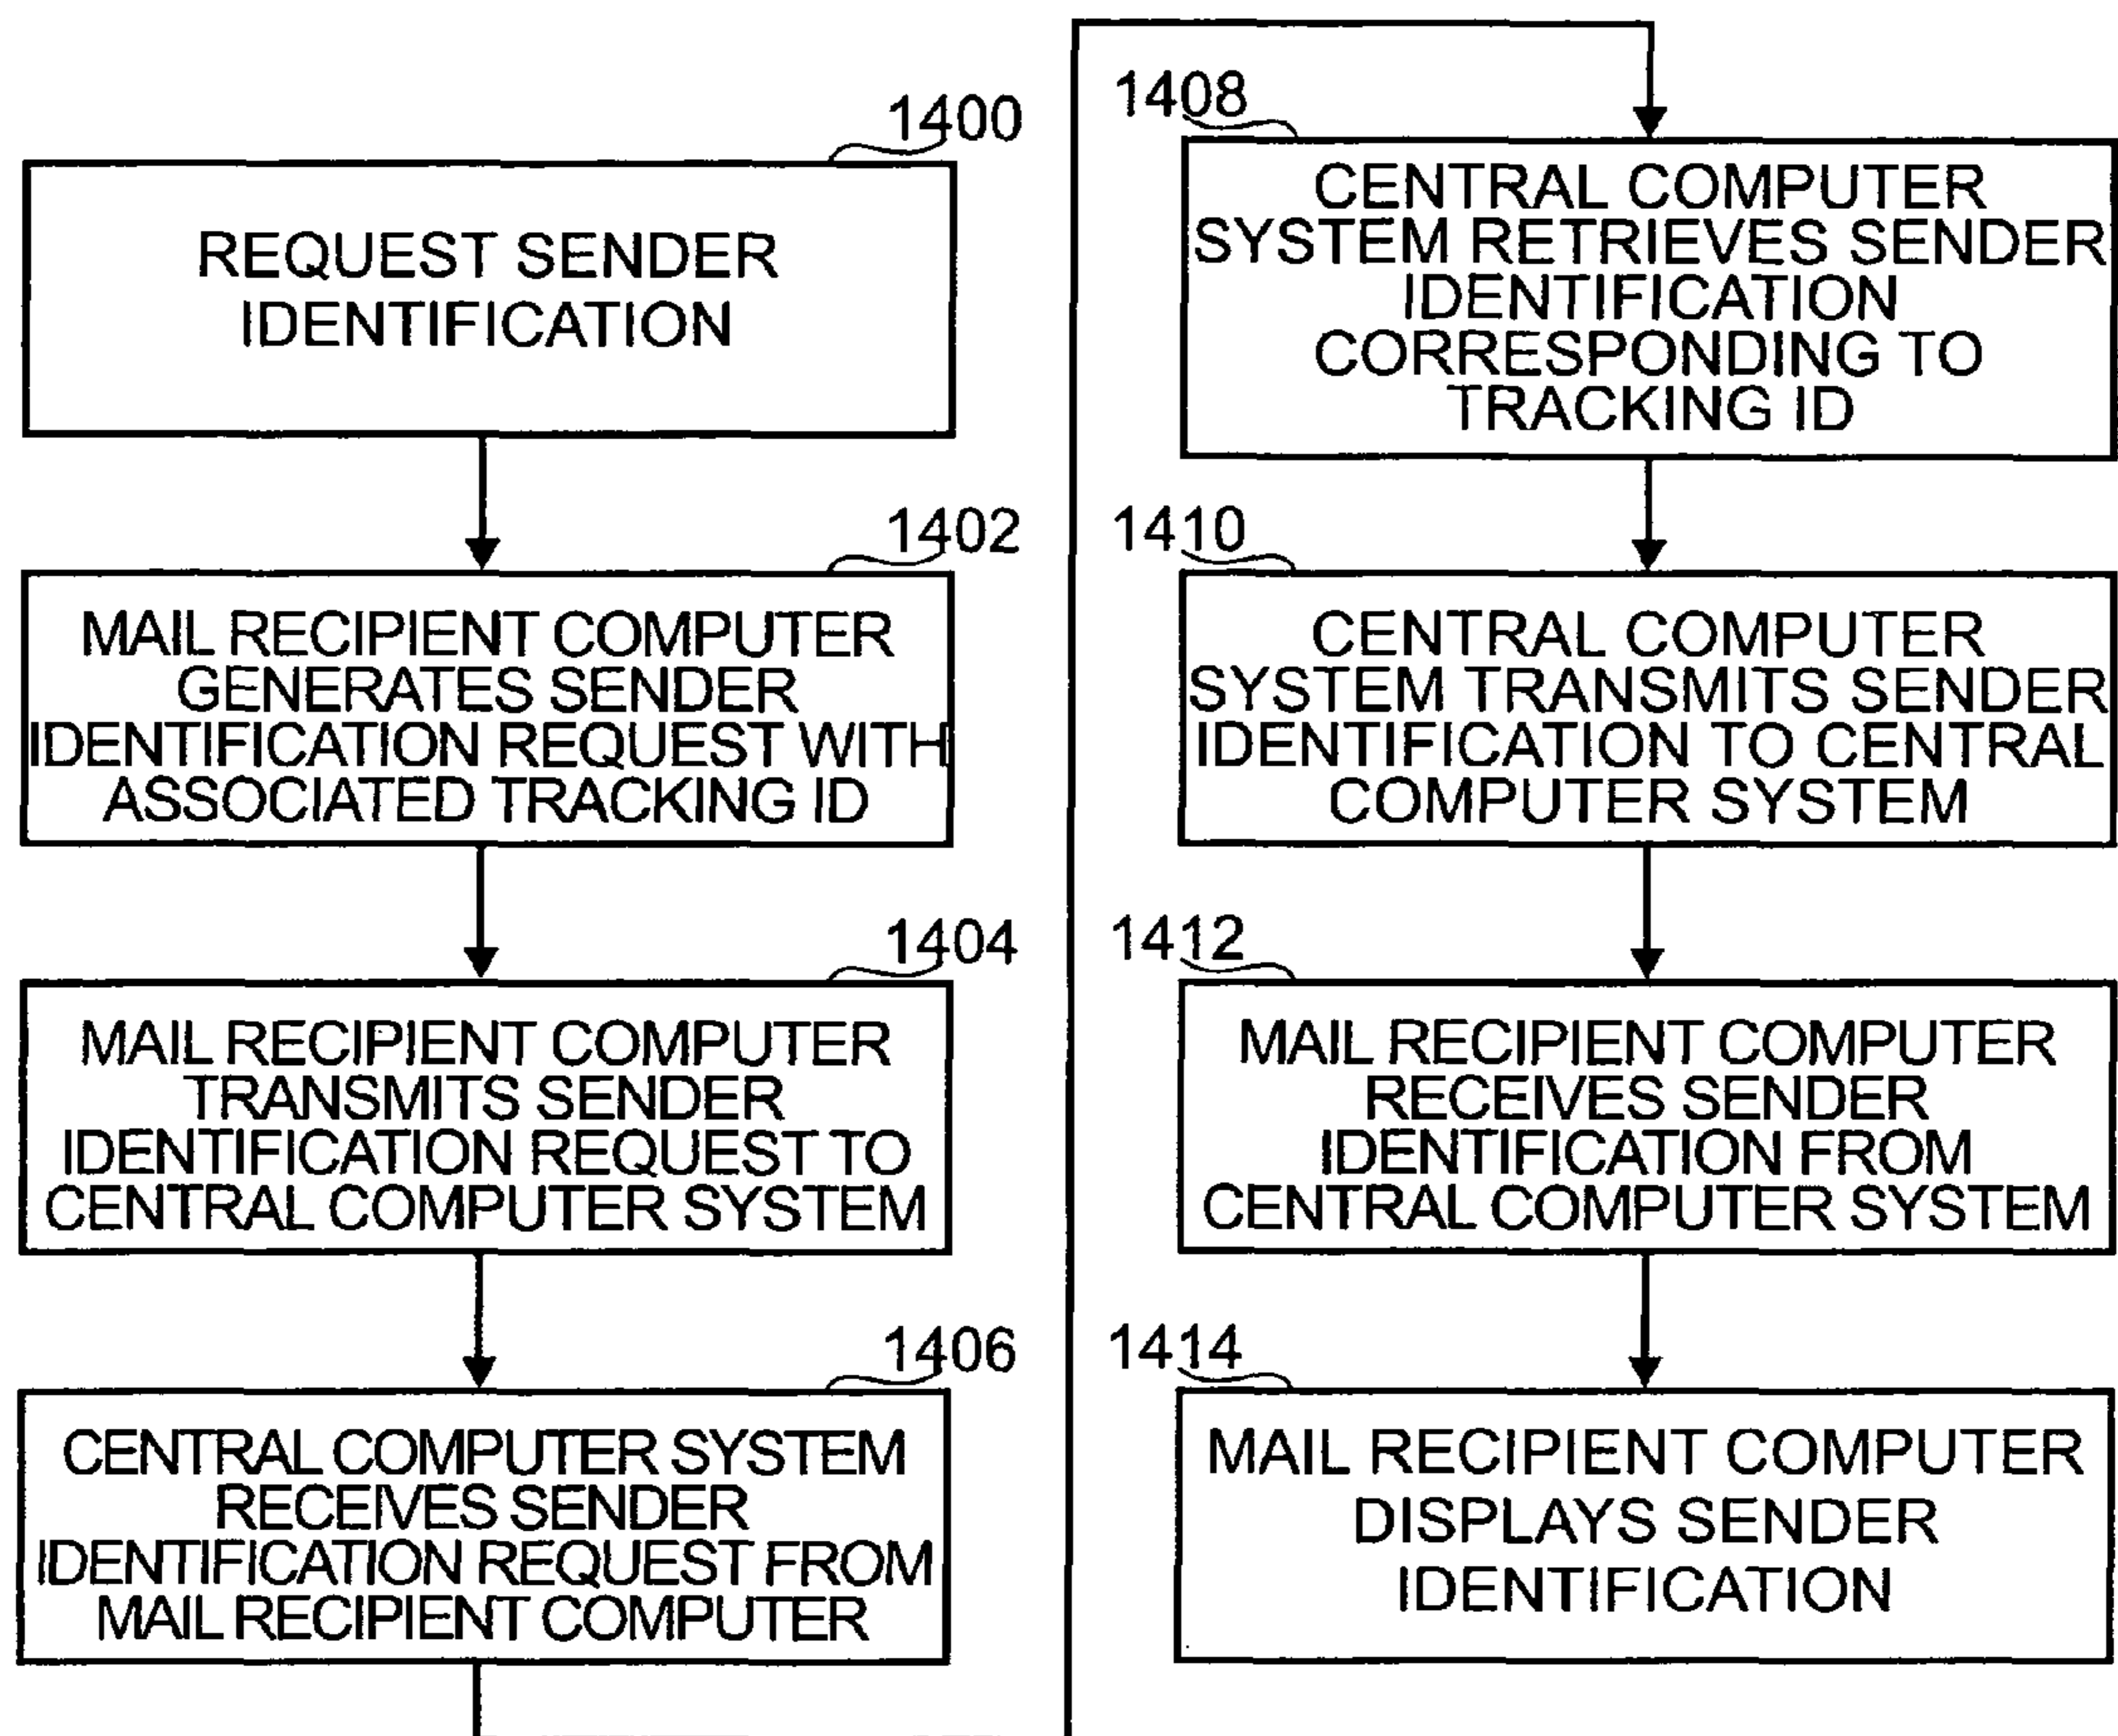 1400
REQUEST SENDER
IDENTIFICATION
1402
MAIL RECIPIENT COMPUTER
GENERATES SENDER
IDENTIFICATION REQUEST WITH
ASSOCIATED TRACKING ID
1404
MAIL RECIPIENT COMPUTER
TRANSMITS SENDER
IDENTIFICATION REQUEST TO
CENTRAL COMPUTER SYSTEM
1406
CENTRAL COMPUTER SYSTEM
RECEIVES SENDER
IDENTIFICATION REQUEST FROM
MAIL RECIPIENT COMPUTER
1408
CENTRAL COMPUTER
SYSTEM RETRIEVES SENDER
IDENTIFICATION
CORRESPONDING TO
TRACKING ID
1410
CENTRAL COMPUTER
SYSTEM TRANSMITS SENDER
IDENTIFICATION TO CENTRAL
COMPUTER SYSTEM
1412
MAIL RECIPIENT COMPUTER
RECEIVES SENDER
IDENTIFICATION FROM
CENTRAL COMPUTER SYSTEM
1414
MAIL RECIPIENT COMPUTER
DISPLAYS SENDER
IDENTIFICATION